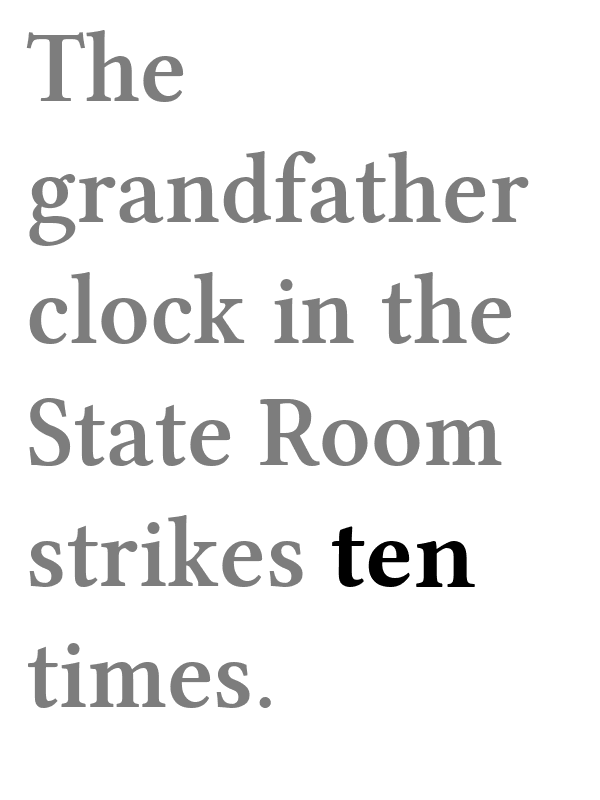 The
grandfather
clock in the
State Room
strikes ten
times.